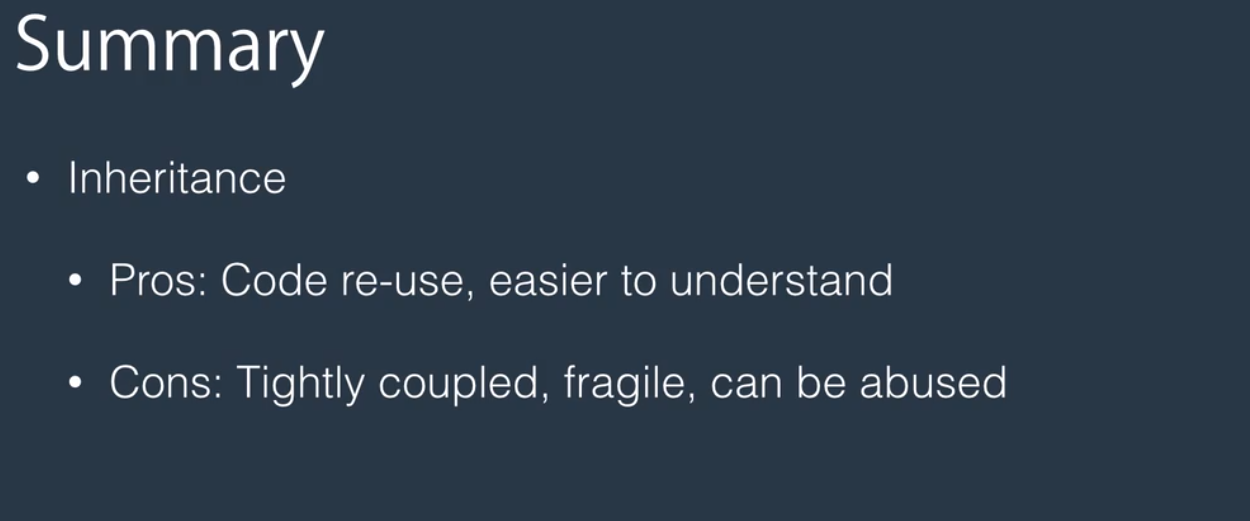 Summary
• Inheritance
• Pros: Code re-use, easier to understand
• Cons: Tightly coupled, fragile, can be abused